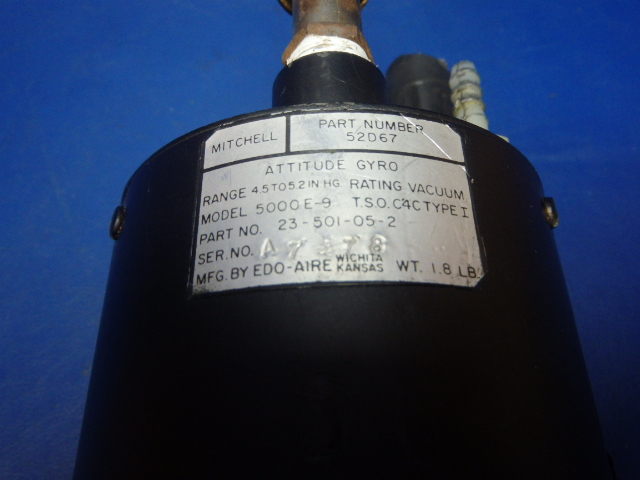 MITCHELL
PART NUMBER
52D67
ATTITUDE GYRO
RANGE 4.5 TO 5.2 IN HG. RATING VACUUM
MODEL 5000E-9 T.S.O. C4C TYPE I
PART NO. 23-501-05-2
SER. NO.
MFG. BY EDO-AIRE WICHITA KANSAS WT. 1.8 LB.